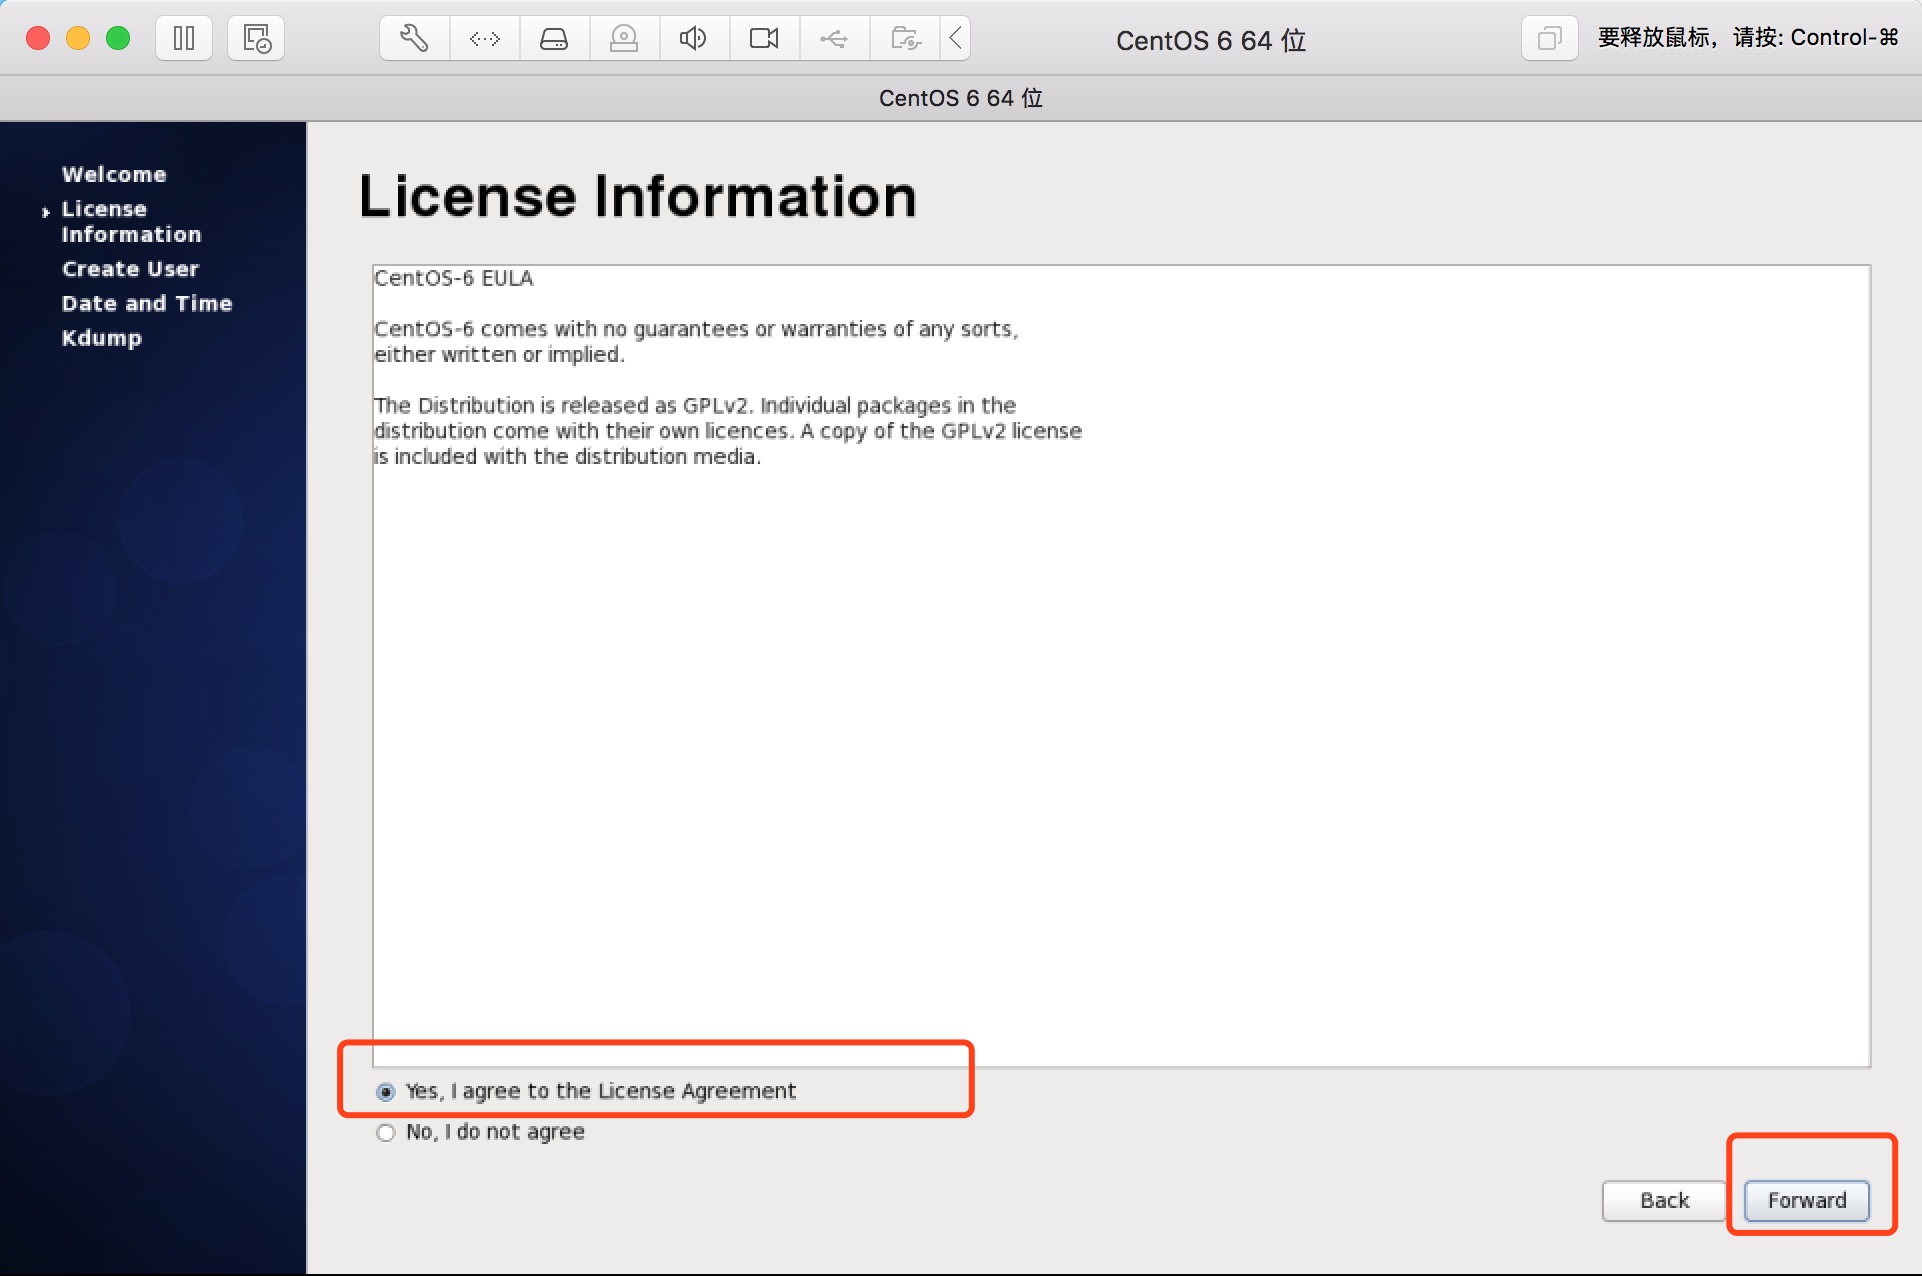 CentOS 6 64 位
要释放鼠标，请按: Control-⌘
CentOS 6 64 位
Welcome
License
Information
Create User
Date and Time
Kdump
License Information
CentOS-6 EULA
CentOS-6 comes with no guarantees or warranties of any sorts,
either written or implied.
The Distribution is released as GPLv2. Individual packages in the
distribution come with their own licences. A copy of the GPLv2 license
is included with the distribution media.
Yes, I agree to the License Agreement
No, I do not agree
Back
Forward